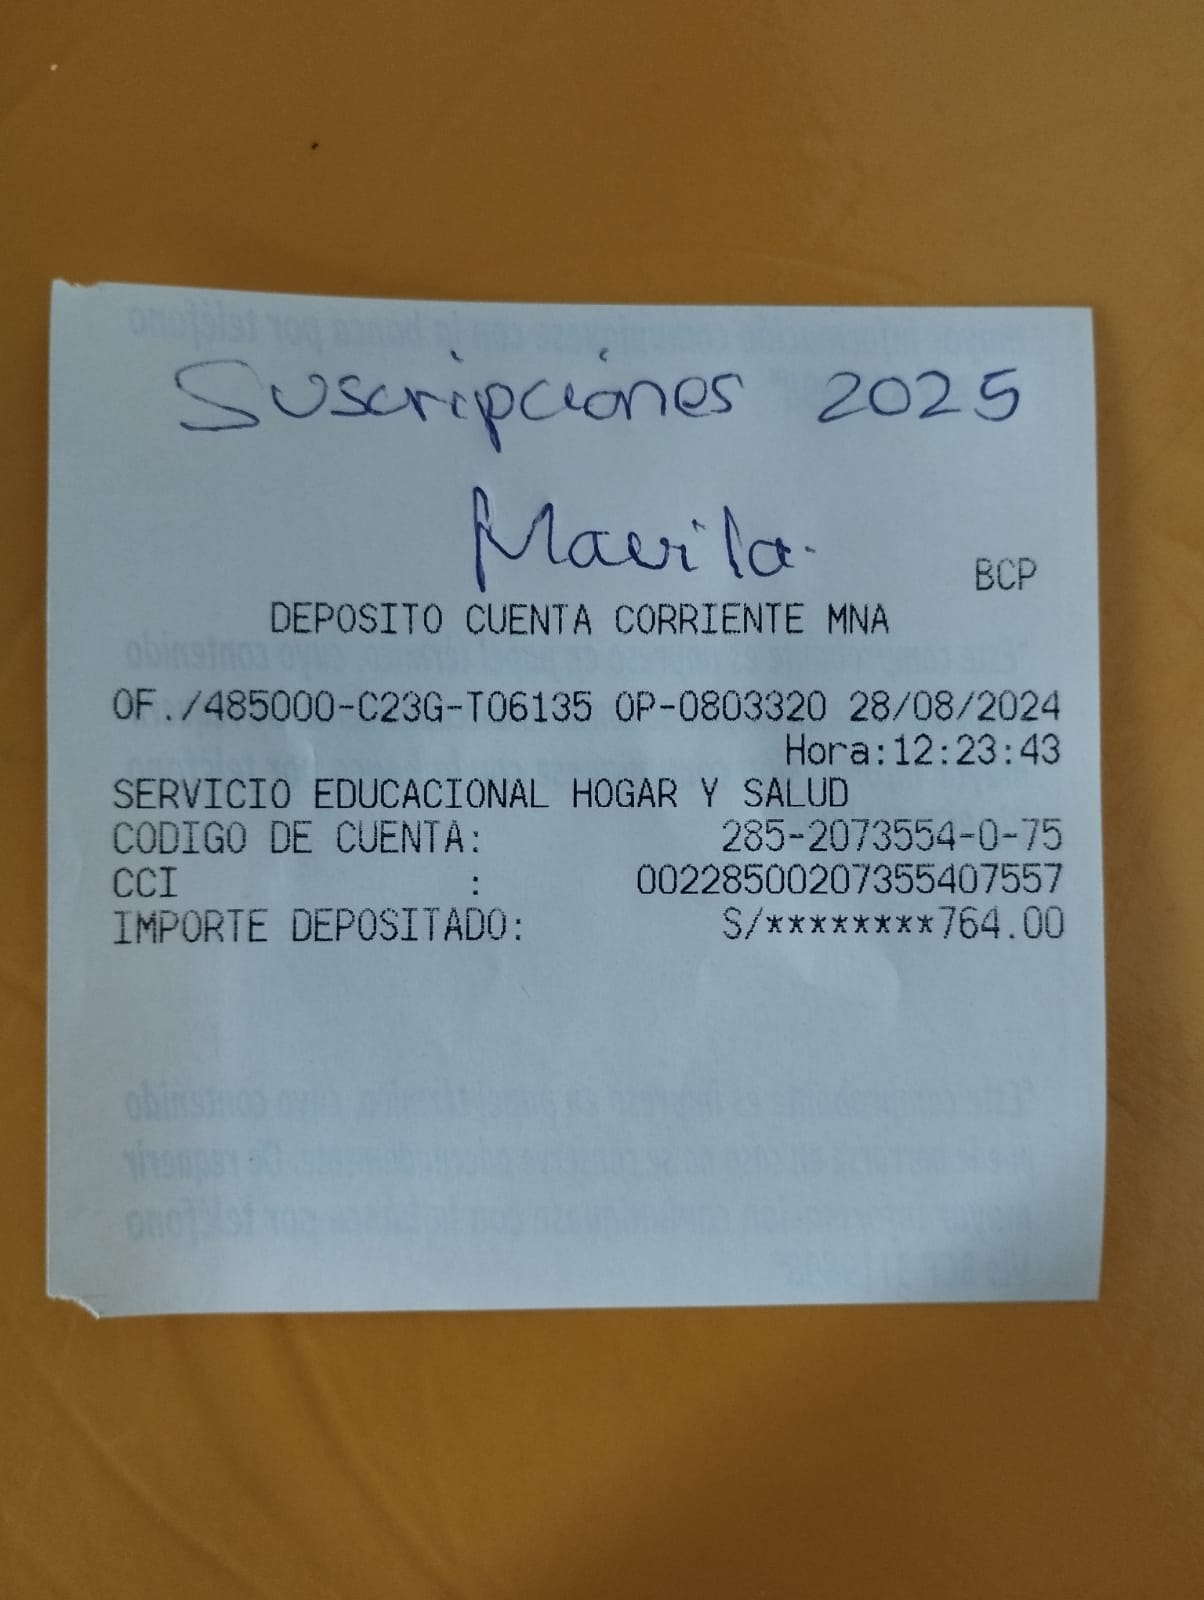 Suscripciones 2025
Mavila.
BCP
DEPOSITO CUENTA CORRIENTE MNA
OF./485000-C23G-T06135 OP-0803320 28/08/2024
Hora:12:23:43
SERVICIO EDUCACIONAL HOGAR Y SALUD
CODIGO DE CUENTA: 285-2073554-0-75
CCI : 00228500207355407557
IMPORTE DEPOSITADO: S/********764.00